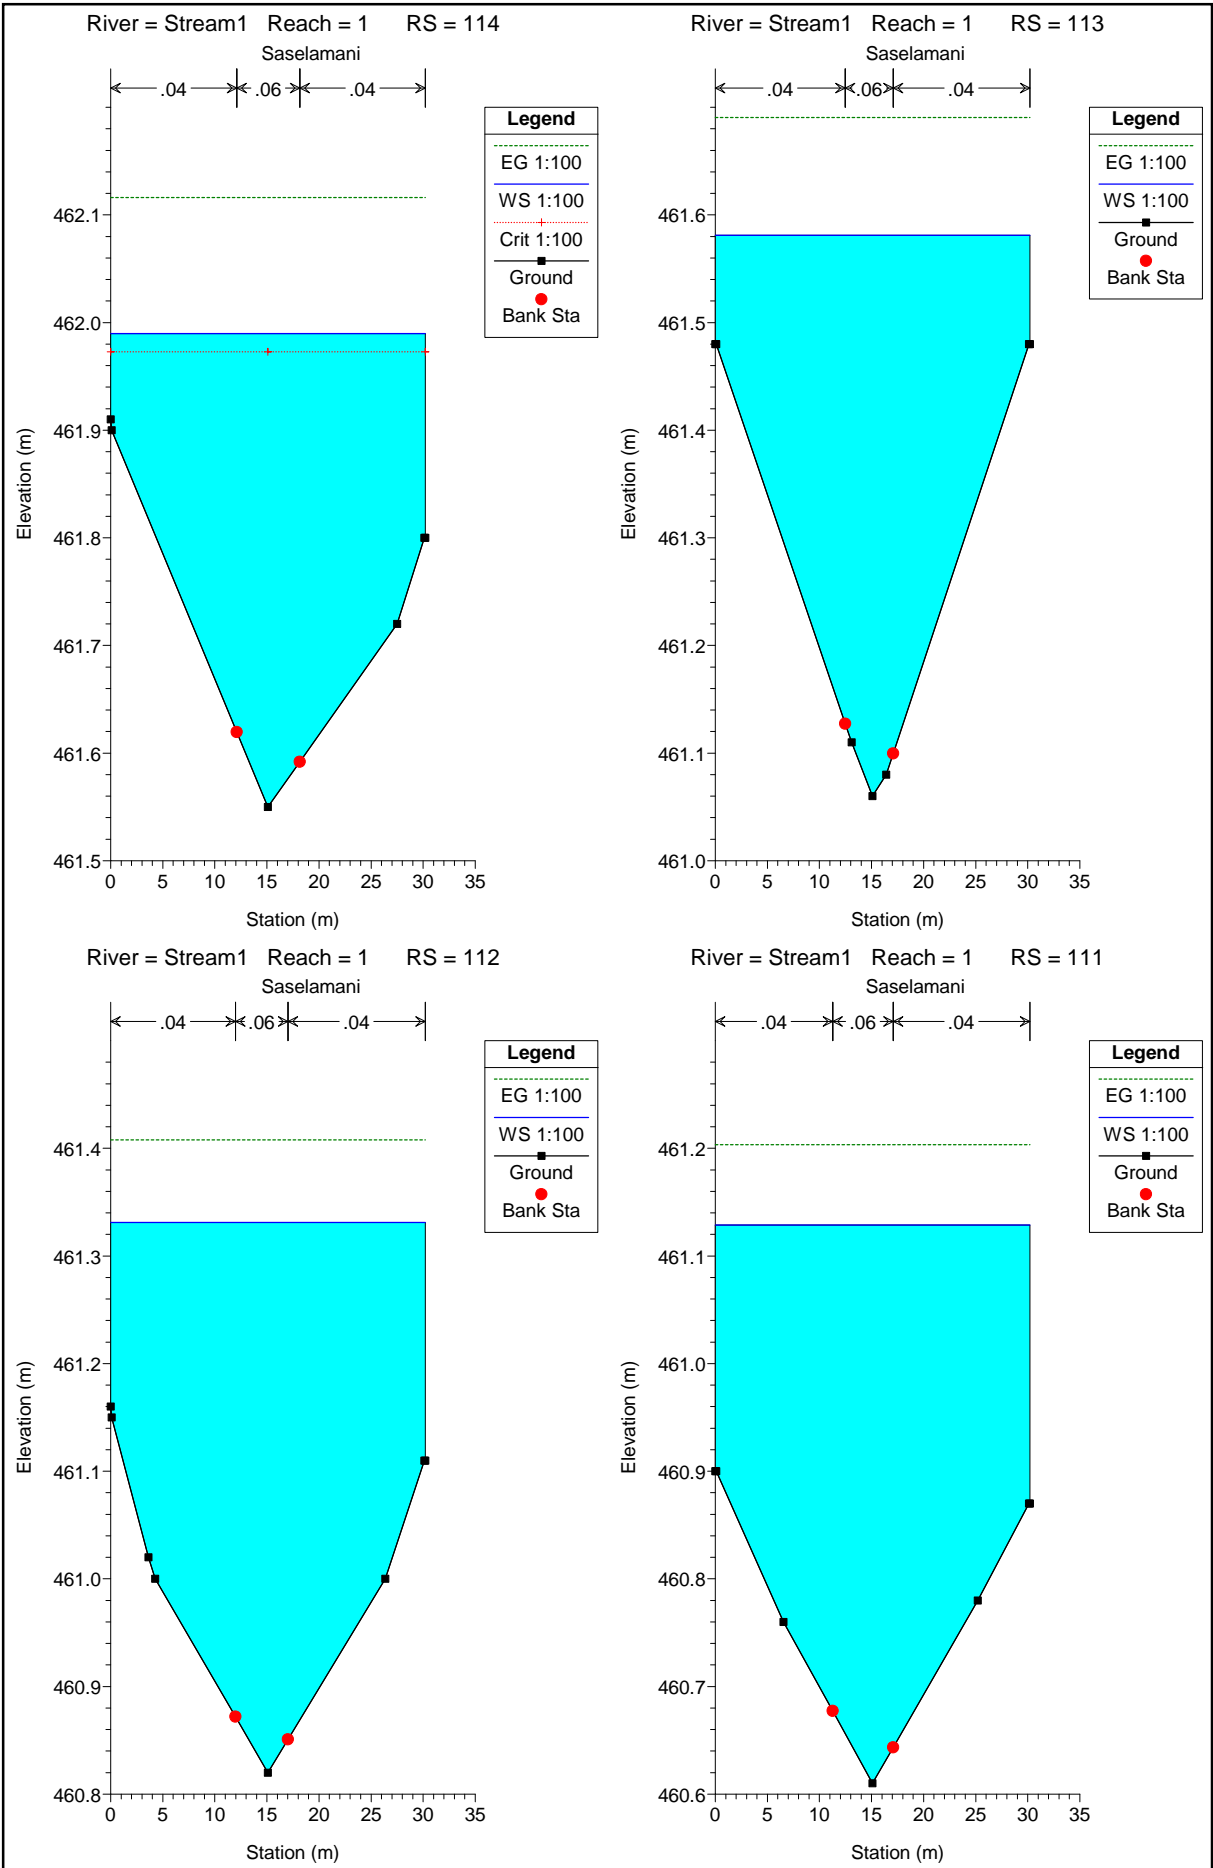 River = Stream1 Reach = 1 RS = 114
Saselamani
.04 .06 .04
Legend
EG 1:100
WS 1:100
Crit 1:100
Ground
Bank Sta
462.1
462.0
461.9
461.8
461.7
461.6
461.5
Elevation (m)
0 5 10 15 20 25 30 35
Station (m)
River = Stream1 Reach = 1 RS = 113
Saselamani
.04 .06 .04
Legend
EG 1:100
WS 1:100
Ground
Bank Sta
461.6
461.5
461.4
461.3
461.2
461.1
461.0
Elevation (m)
0 5 10 15 20 25 30 35
Station (m)
River = Stream1 Reach = 1 RS = 112
Saselamani
.04 .06 .04
Legend
EG 1:100
WS 1:100
Ground
Bank Sta
461.4
461.3
461.2
461.1
461.0
460.9
460.8
Elevation (m)
0 5 10 15 20 25 30 35
Station (m)
River = Stream1 Reach = 1 RS = 111
Saselamani
.04 .06 .04
Legend
EG 1:100
WS 1:100
Ground
Bank Sta
461.2
461.1
461.0
460.9
460.8
460.7
460.6
Elevation (m)
0 5 10 15 20 25 30 35
Station (m)